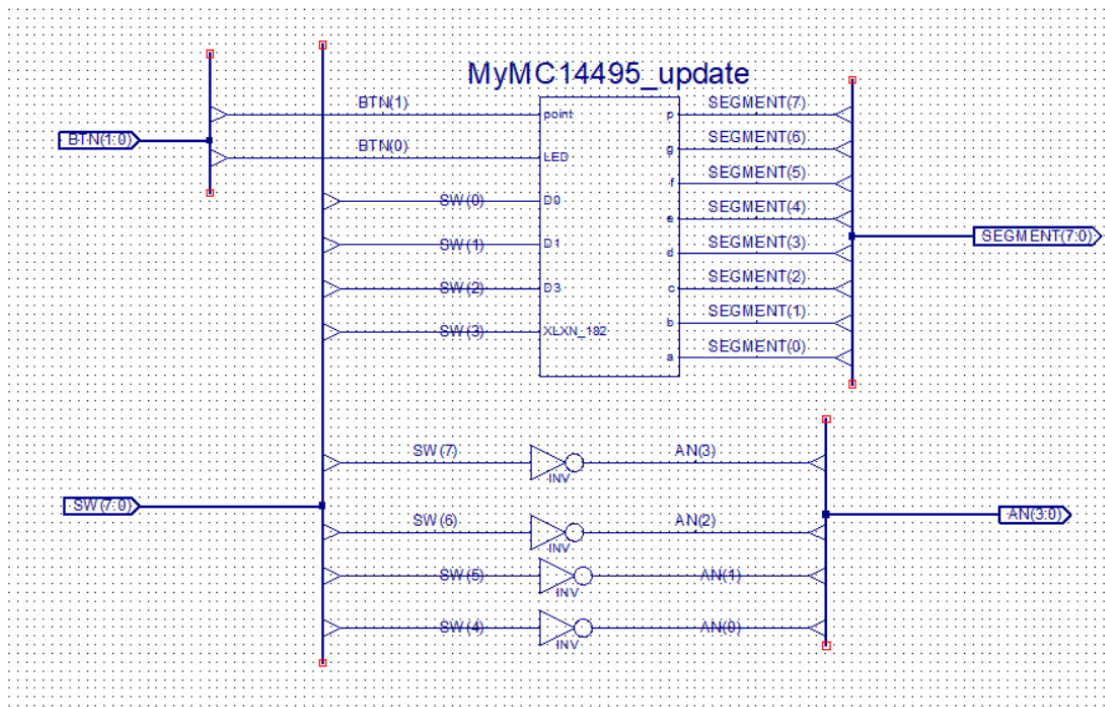 MyMC14495_update
BTN(1) SEGMENT(7)
point p
BTN(1:0) BTN(0) SEGMENT(6)
LED g
SEGMENT(5)
f
SW(0) D0 SEGMENT(4)
e
SW(1) D1 SEGMENT(3) SEGMENT(7:0)
d
SW(2) D3 SEGMENT(2)
c
SW(3) XLXN_182 SEGMENT(1)
b
SEGMENT(0)
a
SW(7) AN(3)
INV
SW(7:0) AN(3:0)
SW(6) AN(2)
INV
SW(5) AN(1)
INV
SW(4) AN(0)
INV